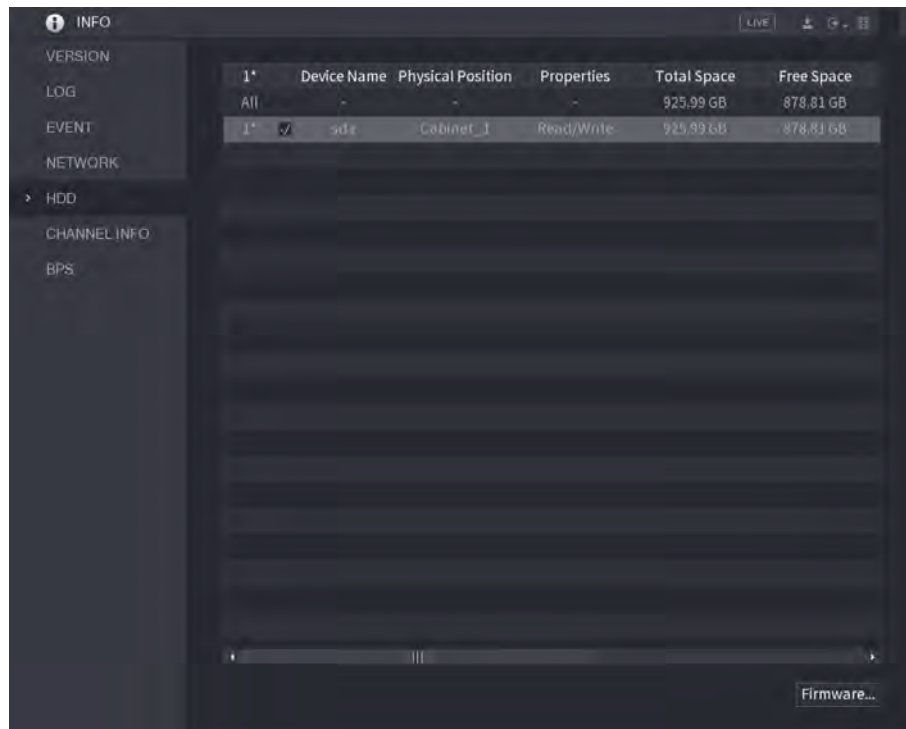 INFO
LIVE
VERSION
LOG
EVENT
NETWORK
HDD
CHANNEL INFO
BPS
1* Device Name Physical Position Properties Total Space Free Space
All - - - 925.99 GB 878.81 GB
1* sda Cabinet_1 Read/Write 925.99 GB 878.81 GB
Firmware...